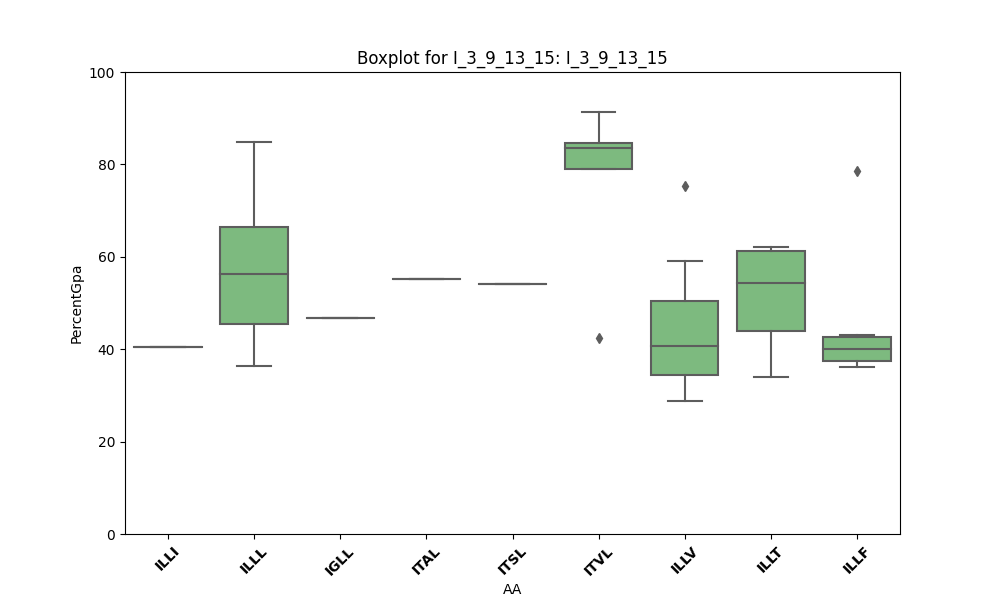 Boxplot for I_3_9_13_15: I_3_9_13_15
100
80
60
40
20
0
PercentGpa
ILLI ILLL IGLL ITAL ITSL ITVL ILLV ILLT ILLF
AA